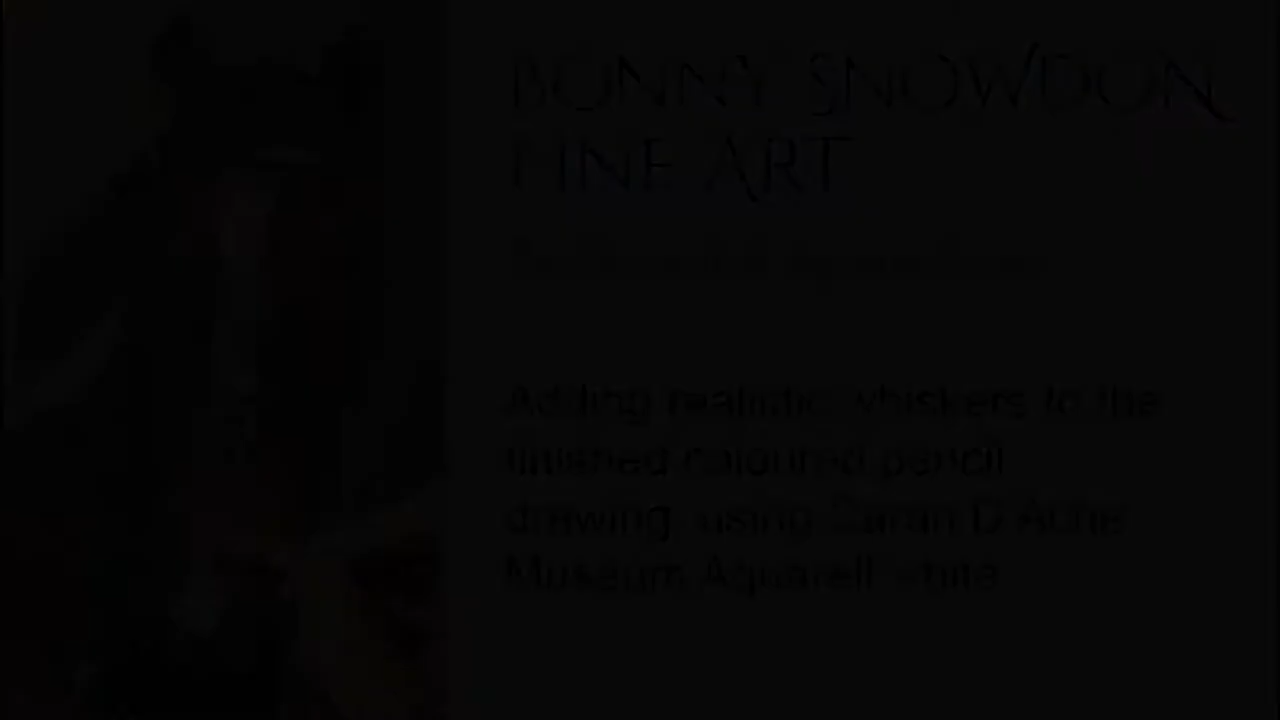 BONNY SNOWDON
FINE ART
Adding realistic whiskers to the
finished coloured pencil
drawing, using Caran D'Ache
Museum Aquarell white